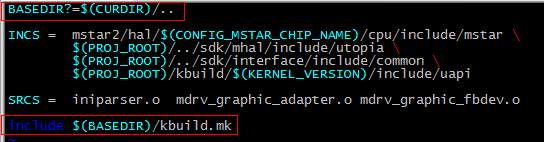 BASEDIR?=$(CURDIR)/..
INCS = mstar2/hal/$(CONFIG_MSTAR_CHIP_NAME)/cpu/include/mstar \
$(PROJ_ROOT)/../sdk/mhal/include/utopia \
$(PROJ_ROOT)/../sdk/interface/include/common \
$(PROJ_ROOT)/kbuild/$(KERNEL_VERSION)/include/uapi
SRCS = iniparser.o mdrv_graphic_adapter.o mdrv_graphic_fbdev.o
include $(BASEDIR)/kbuild.mk